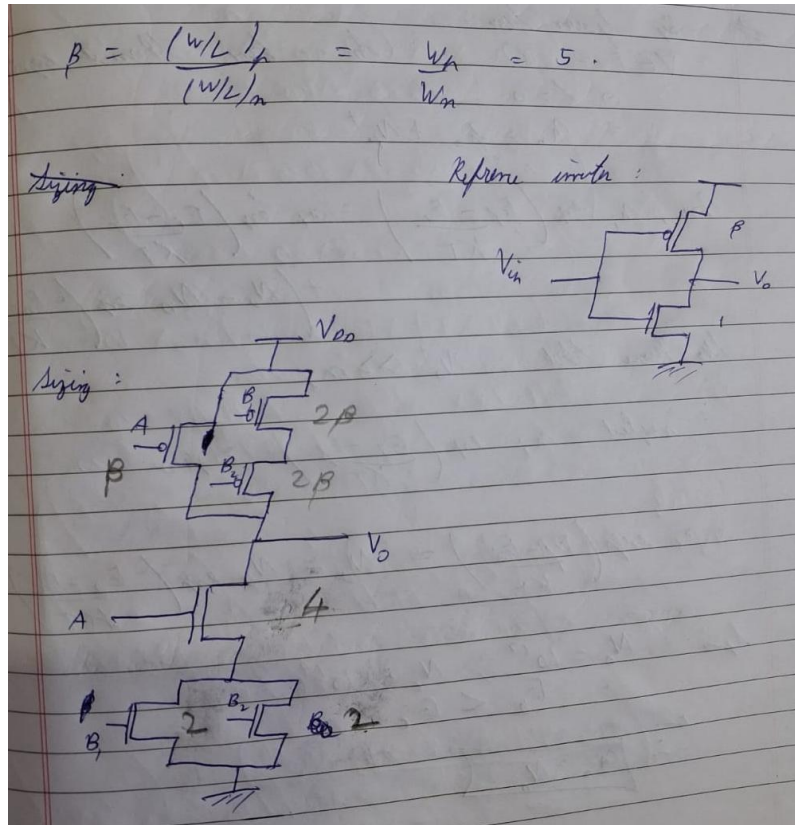 β = (W/L)p / (W/L)n = Wp / Wn = 5 .
Sizing
Refrence inverter :
β
Vin
Vo
1
VDD
Sizing :
B1
2β
A
β
B2
2β
Vo
A
4
B1
2
B2
2